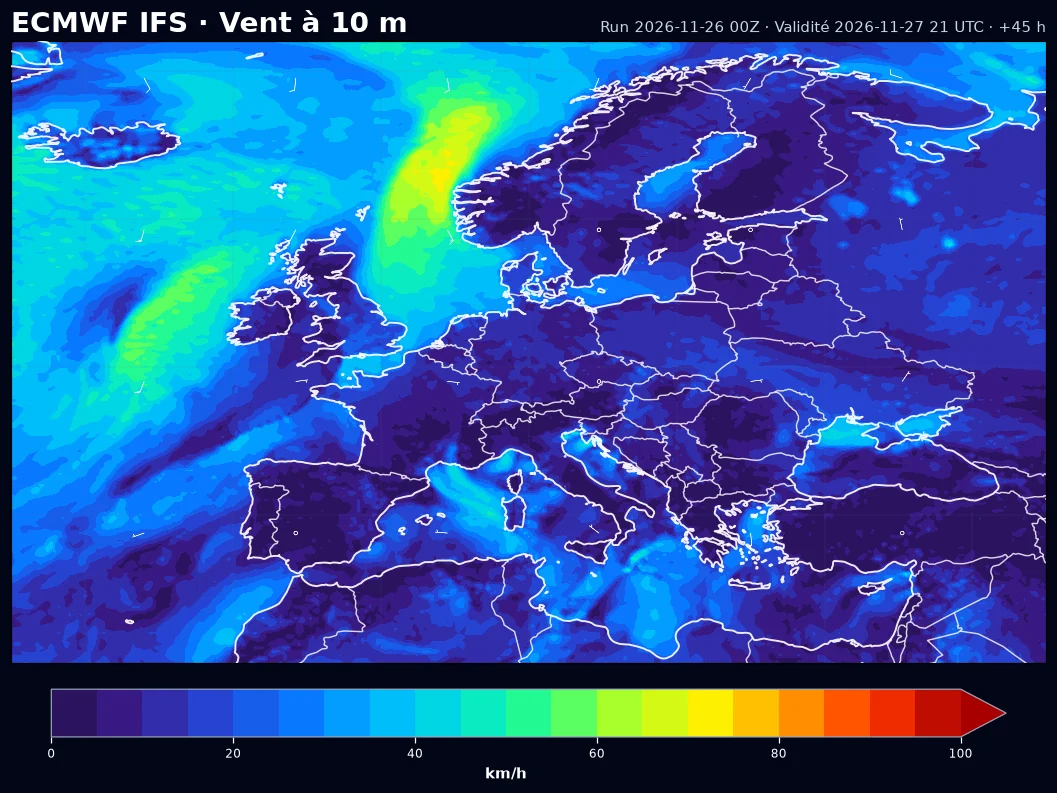 ECMWF IFS · Vent à 10 m
Run 2026-11-26 00Z · Validité 2026-11-27 21 UTC · +45 h
0 20 40 60 80 100
km/h